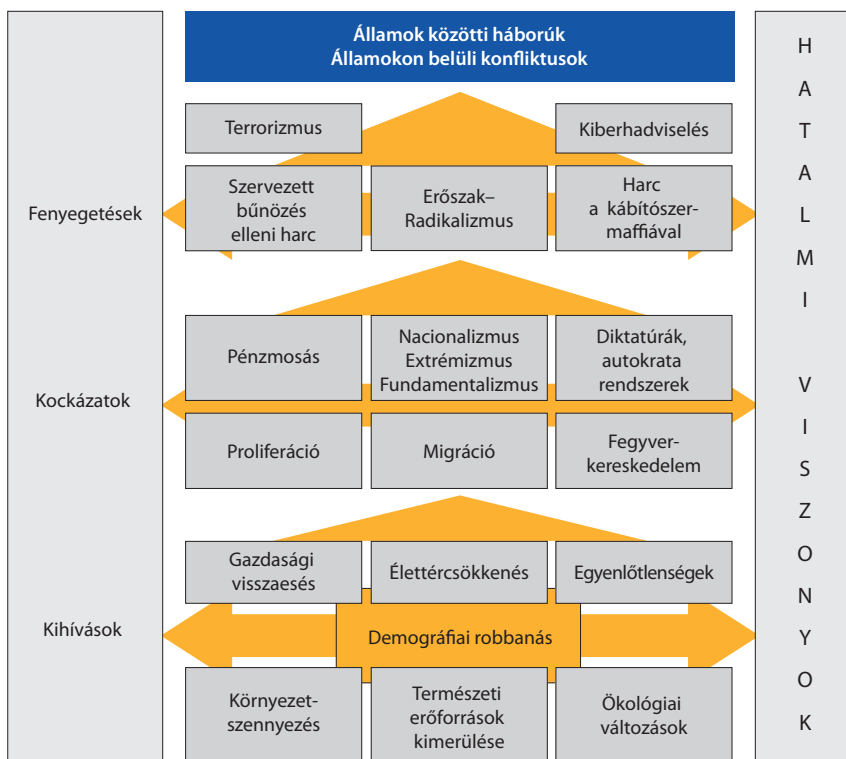 Államok közötti háborúk
Államokon belüli konfliktusok
Terrorizmus
Kiberhadviselés
Fenyegetések
Szervezett
bűnözés
elleni harc
Erőszak–
Radikalizmus
Harc
a kábítószer-
maffiával
Pénzmosás
Nacionalizmus
Extrémizmus
Fundamentalizmus
Diktatúrák,
autokrata
rendszerek
Kockázatok
Proliferáció
Migráció
Fegyver-
kereskedelem
Gazdasági
visszaesés
Élettércsökkenés
Egyenlőtlenségek
Kihívások
Demográfiai robbanás
Környezet-
szennyezés
Természeti
erőforrások
kimerülése
Ökológiai
változások
H
A
T
A
L
M
I
V
I
S
Z
O
N
Y
O
K